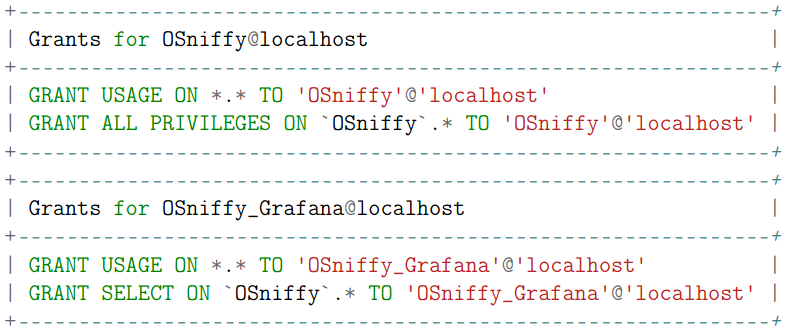 +--------------------------------------------------------------+
| Grants for OSniffy@localhost                                 |
+--------------------------------------------------------------+
| GRANT USAGE ON *.* TO 'OSniffy'@'localhost'                  |
| GRANT ALL PRIVILEGES ON `OSniffy`.* TO 'OSniffy'@'localhost' |
+--------------------------------------------------------------+
+--------------------------------------------------------------+
| Grants for OSniffy_Grafana@localhost                         |
+--------------------------------------------------------------+
| GRANT USAGE ON *.* TO 'OSniffy_Grafana'@'localhost'          |
| GRANT SELECT ON `OSniffy`.* TO 'OSniffy_Grafana'@'localhost' |
+--------------------------------------------------------------+